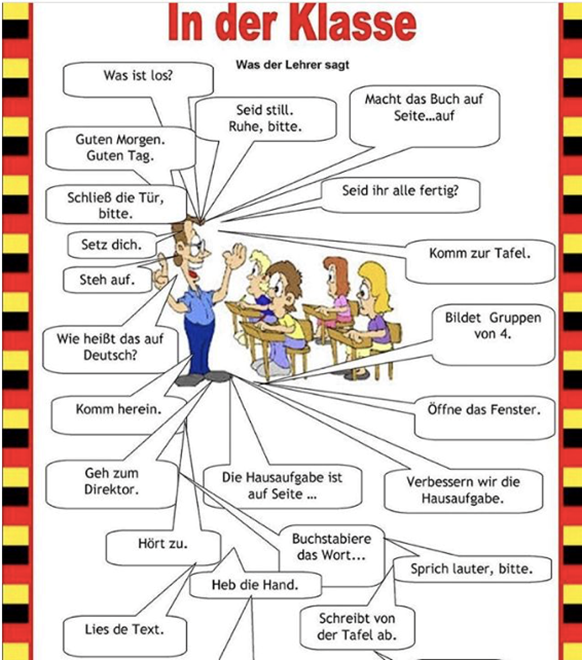 In der Klasse
Was der Lehrer sagt
Was ist los?
Seid still.
Ruhe, bitte.
Macht das Buch auf
Seite...auf
Guten Morgen.
Guten Tag.
Seid ihr alle fertig?
Schließ die Tür,
bitte.
Setz dich.
Komm zur Tafel.
Steh auf.
Bildet Gruppen
von 4.
Wie heißt das auf
Deutsch?
Komm herein.
Öffne das Fenster.
Geh zum
Direktor.
Die Hausaufgabe ist
auf Seite ...
Verbessern wir die
Hausaufgabe.
Hört zu.
Buchstabiere
das Wort...
Sprich lauter, bitte.
Heb die Hand.
Schreibt von
der Tafel ab.
Lies de Text.